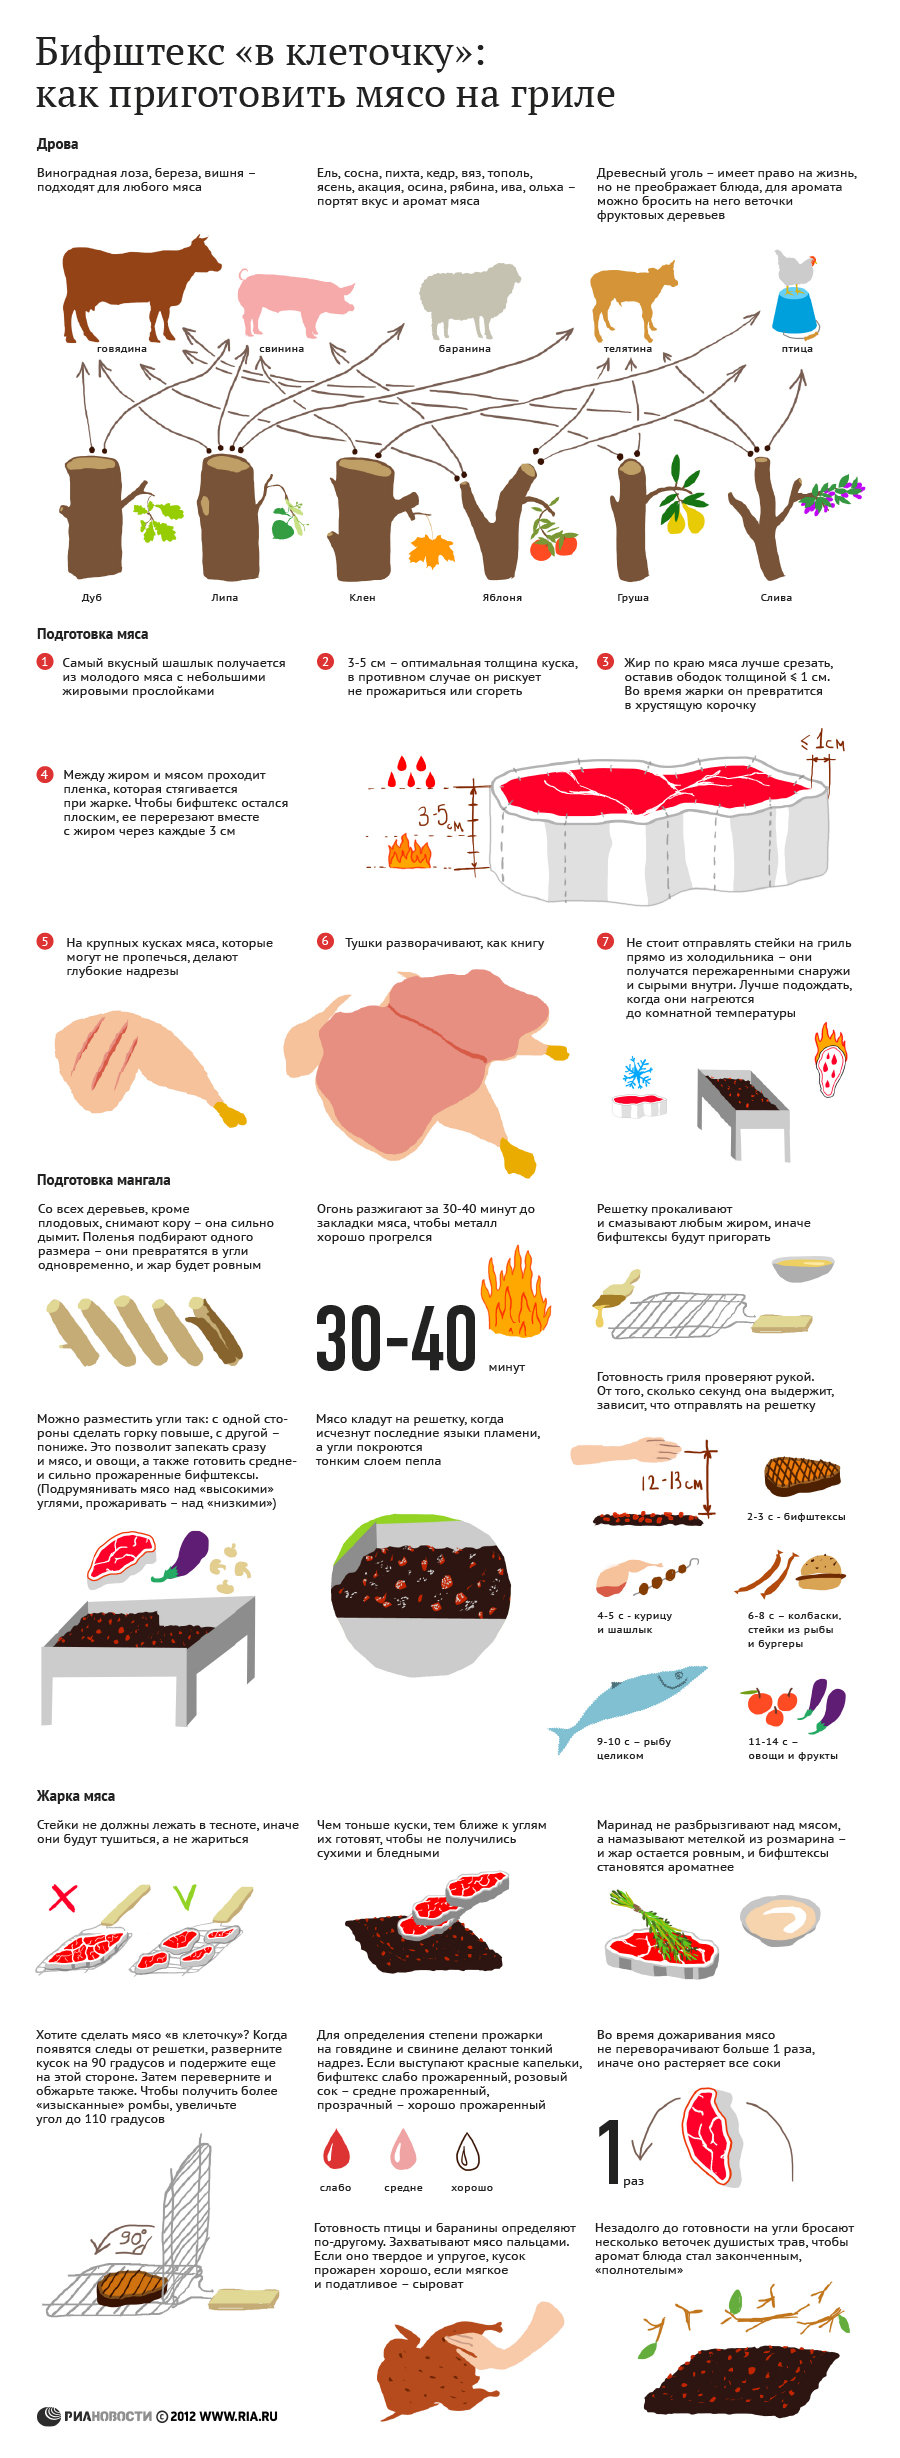 Бифштекс «в клеточку»:
как приготовить мясо на гриле
Дрова
Виноградная лоза, береза, вишня –
подходят для любого мяса
Ель, сосна, пихта, кедр, вяз, тополь,
ясень, акация, осина, рябина, ива, ольха –
портят вкус и аромат мяса
Древесный уголь – имеет право на жизнь,
но не преображает блюда, для аромата
можно бросить на него веточки
фруктовых деревьев
говядина
свинина
баранина
телятина
птица
Дуб
Липа
Клен
Яблоня
Груша
Слива
Подготовка мяса
1 Самый вкусный шашлык получается
из молодого мяса с небольшими
жировыми прослойками
2 3-5 см – оптимальная толщина куска,
в противном случае он рискует
не прожариться или сгореть
3 Жир по краю мяса лучше срезать,
оставив ободок толщиной ⩽ 1 см.
Во время жарки он превратится
в хрустящую корочку
4 Между жиром и мясом проходит
пленка, которая стягивается
при жарке. Чтобы бифштекс остался
плоским, ее перерезают вместе
с жиром через каждые 3 см
⩽ 1см
3-5см
5 На крупных кусках мяса, которые
могут не пропечься, делают
глубокие надрезы
6 Тушки разворачивают, как книгу
7 Не стоит отправлять стейки на гриль
прямо из холодильника – они
получатся пережаренными снаружи
и сырыми внутри. Лучше подождать,
когда они нагреются
до комнатной температуры
Подготовка мангала
Со всех деревьев, кроме
плодовых, снимают кору – она сильно
дымит. Поленья подбирают одного
размера – они превратятся в угли
одновременно, и жар будет ровным
Огонь разжигают за 30-40 минут до
закладки мяса, чтобы металл
хорошо прогрелся
30-40
минут
Решетку прокаливают
и смазывают любым жиром, иначе
бифштексы будут пригорать
Можно разместить угли так: с одной сто-
роны сделать горку повыше, с другой –
пониже. Это позволит запекать сразу
и мясо, и овощи, а также готовить средне-
и сильно прожаренные бифштексы.
(Подрумянивать мясо над «высокими»
углями, прожаривать – над «низкими»)
Мясо кладут на решетку, когда
исчезнут последние языки пламени,
а угли покроются
тонким слоем пепла
Готовность гриля проверяют рукой.
От того, сколько секунд она выдержит,
зависит, что отправлять на решетку
12-13см
2-3 с - бифштексы
4-5 с - курицу
и шашлык
6-8 с – колбаски,
стейки из рыбы
и бургеры
9-10 с – рыбу
целиком
11-14 с –
овощи и фрукты
Жарка мяса
Стейки не должны лежать в тесноте, иначе
они будут тушиться, а не жариться
Чем тоньше куски, тем ближе к углям
их готовят, чтобы не получились
сухими и бледными
Маринад не разбрызгивают над мясом,
а намазывают метелкой из розмарина –
и жар остается ровным, и бифштексы
становятся ароматнее
Хотите сделать мясо «в клеточку»? Когда
появятся следы от решетки, разверните
кусок на 90 градусов и подержите еще
на этой стороне. Затем переверните и
обжарьте также. Чтобы получить более
«изысканные» ромбы, увеличьте
угол до 110 градусов
90°
Для определения степени прожарки
на говядине и свинине делают тонкий
надрез. Если выступают красные капельки,
бифштекс слабо прожаренный, розовый
сок – средне прожаренный,
прозрачный – хорошо прожаренный
слабо
средне
хорошо
Во время дожаривания мясо
не переворачивают больше 1 раза,
иначе оно растеряет все соки
1
раз
Готовность птицы и баранины определяют
по-другому. Захватывают мясо пальцами.
Если оно твердое и упругое, кусок
прожарен хорошо, если мягкое
и податливое – сыроват
Незадолго до готовности на угли бросают
несколько веточек душистых трав, чтобы
аромат блюда стал законченным,
«полнотелым»
РИАНОВОСТИ © 2012 WWW.RIA.RU